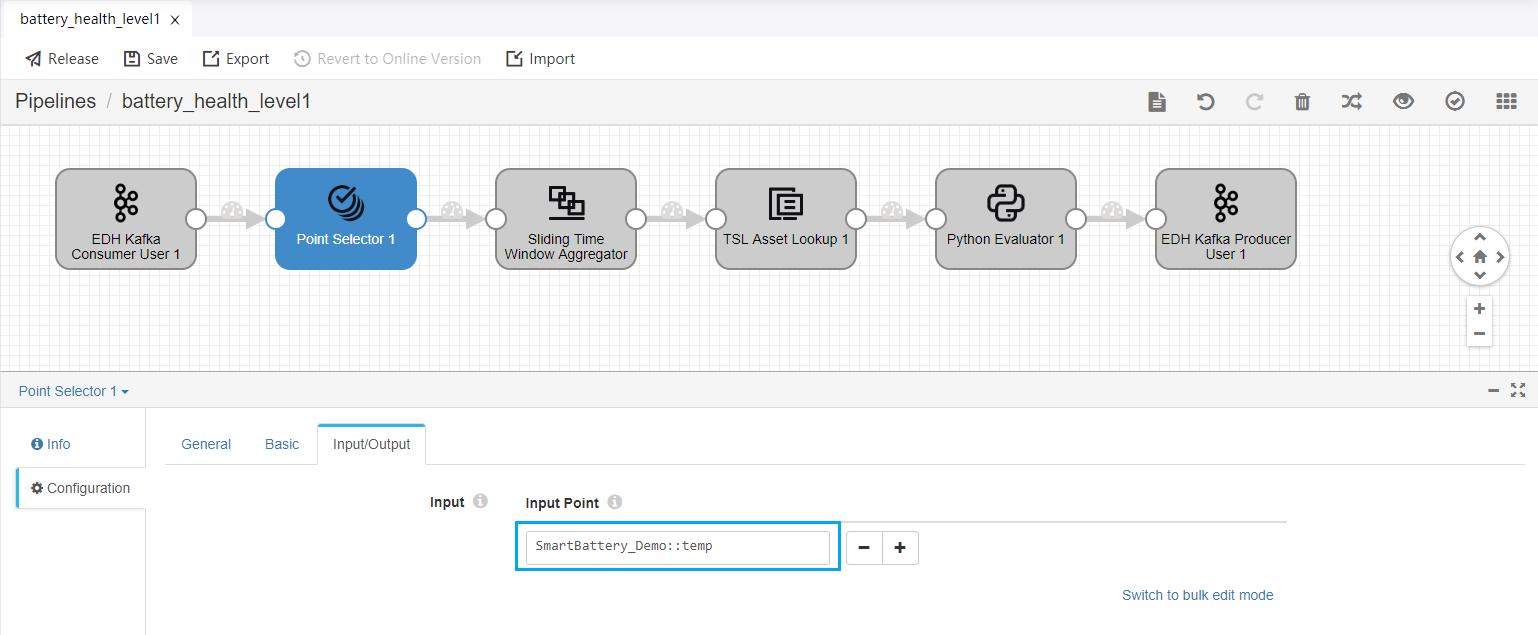 battery_health_level1
Release Save Export Revert to Online Version Import
Pipelines / battery_health_level1
EDH Kafka
Consumer User 1
Point Selector 1
Sliding Time
Window Aggregator
TSL Asset Lookup 1
Python Evaluator 1
EDH Kafka Producer
User 1
Point Selector 1
Info
Configuration
General Basic Input/Output
Input Input Point
SmartBattery_Demo::temp
Switch to bulk edit mode